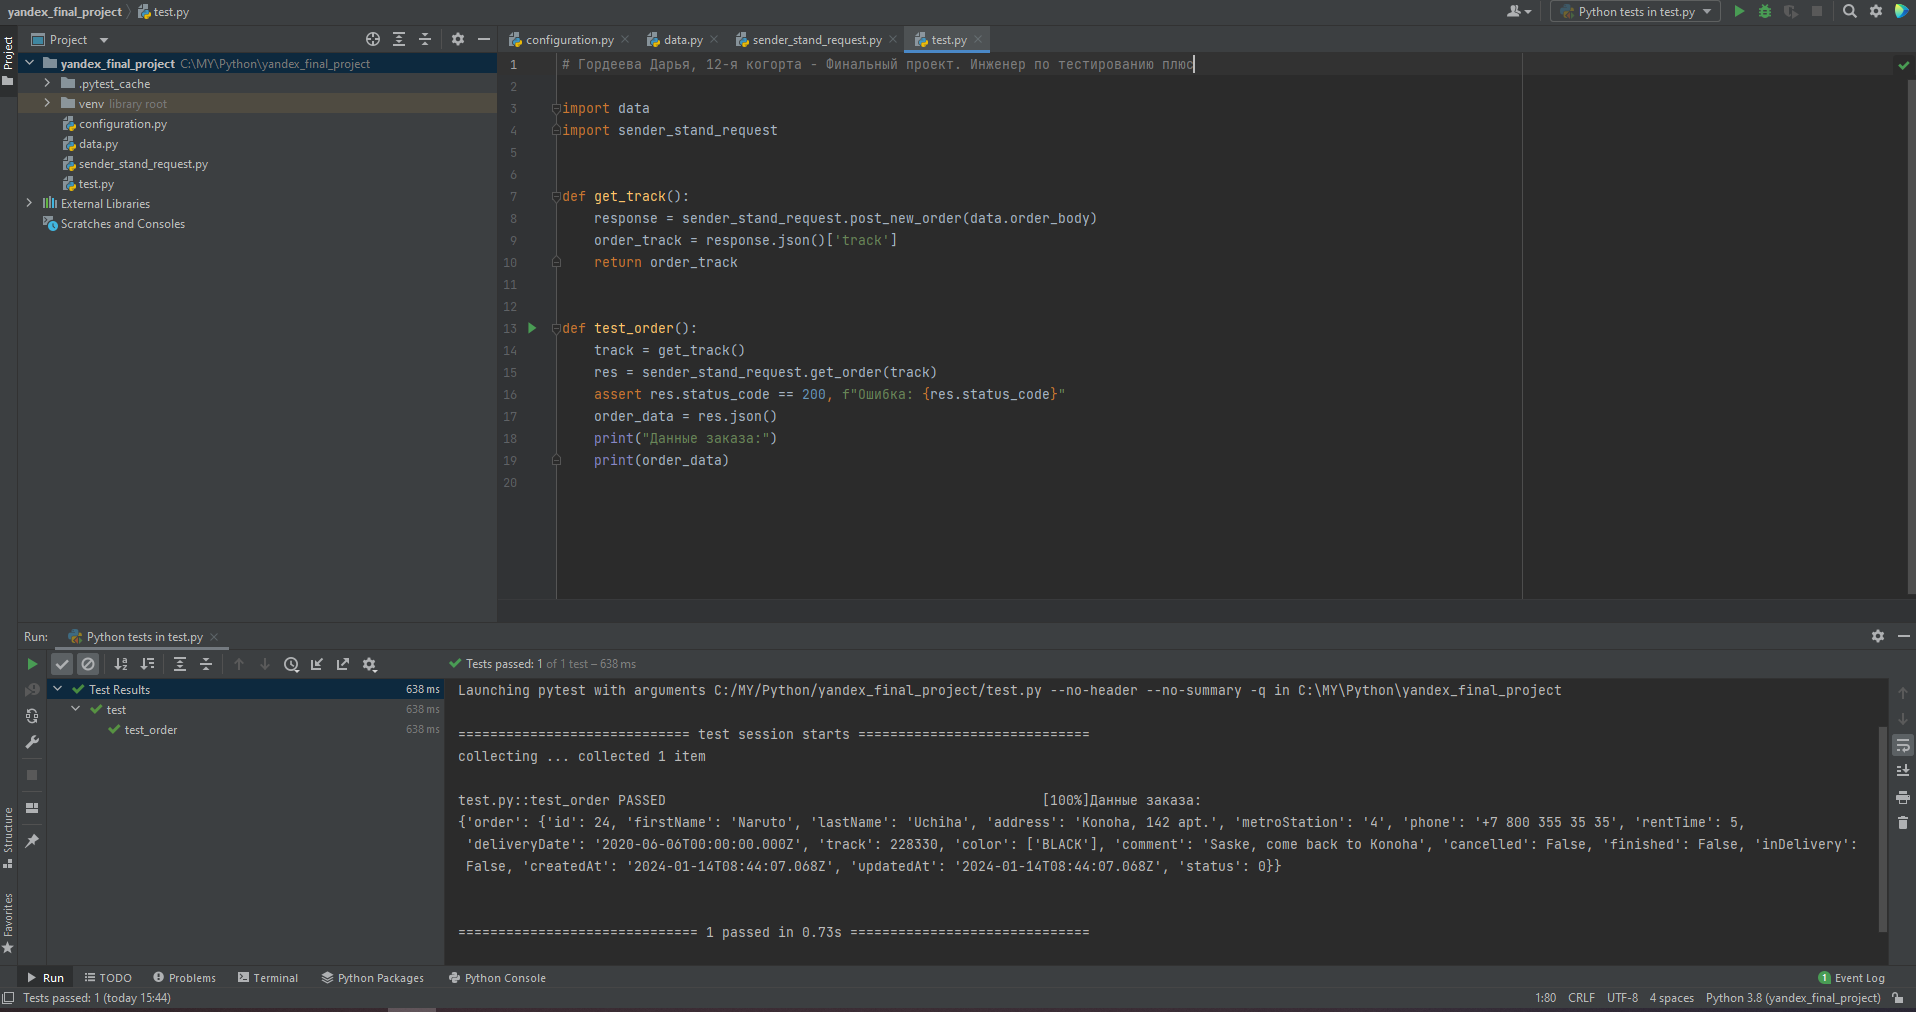 yandex_final_project
test.py
Python tests in test.py
Project
Project
yandex_final_project C:\MY\Python\yandex_final_project
.pytest_cache
venv library root
configuration.py
data.py
sender_stand_request.py
test.py
External Libraries
Scratches and Consoles
configuration.py
data.py
sender_stand_request.py
test.py
1 # Гордеева Дарья, 12-я когорта - Финальный проект. Инженер по тестированию плюс
2
3 import data
4 import sender_stand_request
5
6
7 def get_track():
8 response = sender_stand_request.post_new_order(data.order_body)
9 order_track = response.json()['track']
10 return order_track
11
12
13 def test_order():
14 track = get_track()
15 res = sender_stand_request.get_order(track)
16 assert res.status_code == 200, f"Ошибка: {res.status_code}"
17 order_data = res.json()
18 print("Данные заказа:")
19 print(order_data)
20
Run: Python tests in test.py
Tests passed: 1 of 1 test – 638 ms
Test Results 638 ms
test 638 ms
test_order 638 ms
Launching pytest with arguments C:/MY/Python/yandex_final_project/test.py --no-header --no-summary -q in C:\MY\Python\yandex_final_project
============================= test session starts =============================
collecting ... collected 1 item
test.py::test_order PASSED [100%]Данные заказа:
{'order': {'id': 24, 'firstName': 'Naruto', 'lastName': 'Uchiha', 'address': 'Konoha, 142 apt.', 'metroStation': '4', 'phone': '+7 800 355 35 35', 'rentTime': 5,
'deliveryDate': '2020-06-06T00:00:00.000Z', 'track': 228330, 'color': ['BLACK'], 'comment': 'Saske, come back to Konoha', 'cancelled': False, 'finished': False, 'inDelivery':
False, 'createdAt': '2024-01-14T08:44:07.068Z', 'updatedAt': '2024-01-14T08:44:07.068Z', 'status': 0}}
============================== 1 passed in 0.73s ==============================
Structure
Favorites
Run TODO Problems Terminal Python Packages Python Console
1 Event Log
Tests passed: 1 (today 15:44)
1:80 CRLF UTF-8 4 spaces Python 3.8 (yandex_final_project)